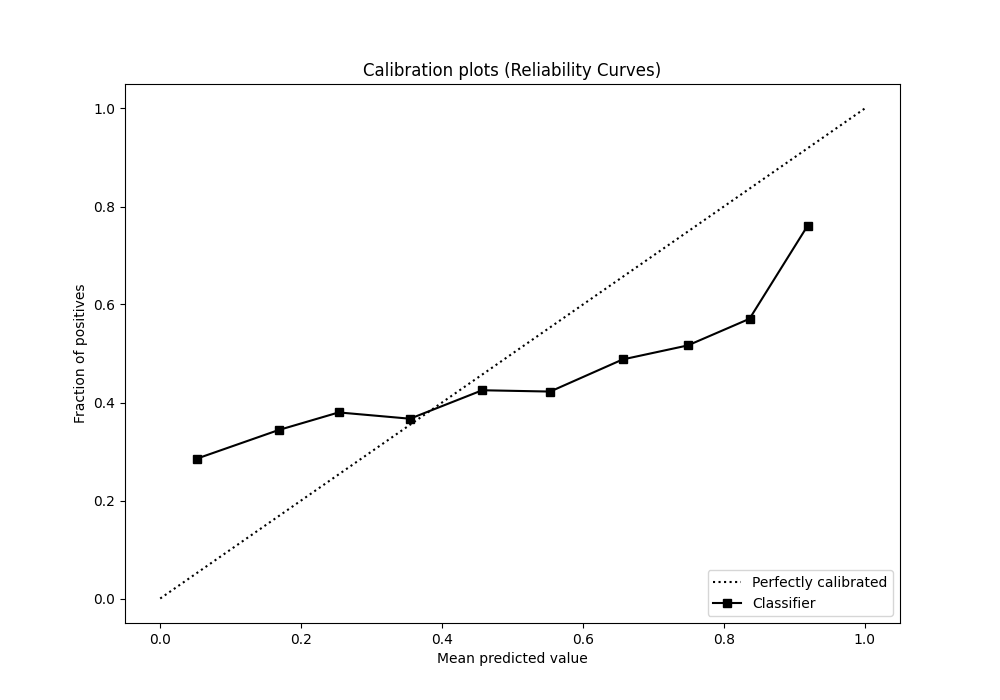 Calibration plots (Reliability Curves)
1.0
0.8
0.6
0.4
0.2
0.0
Fraction of positives
Perfectly calibrated
Classifier
0.0 0.2 0.4 0.6 0.8 1.0
Mean predicted value